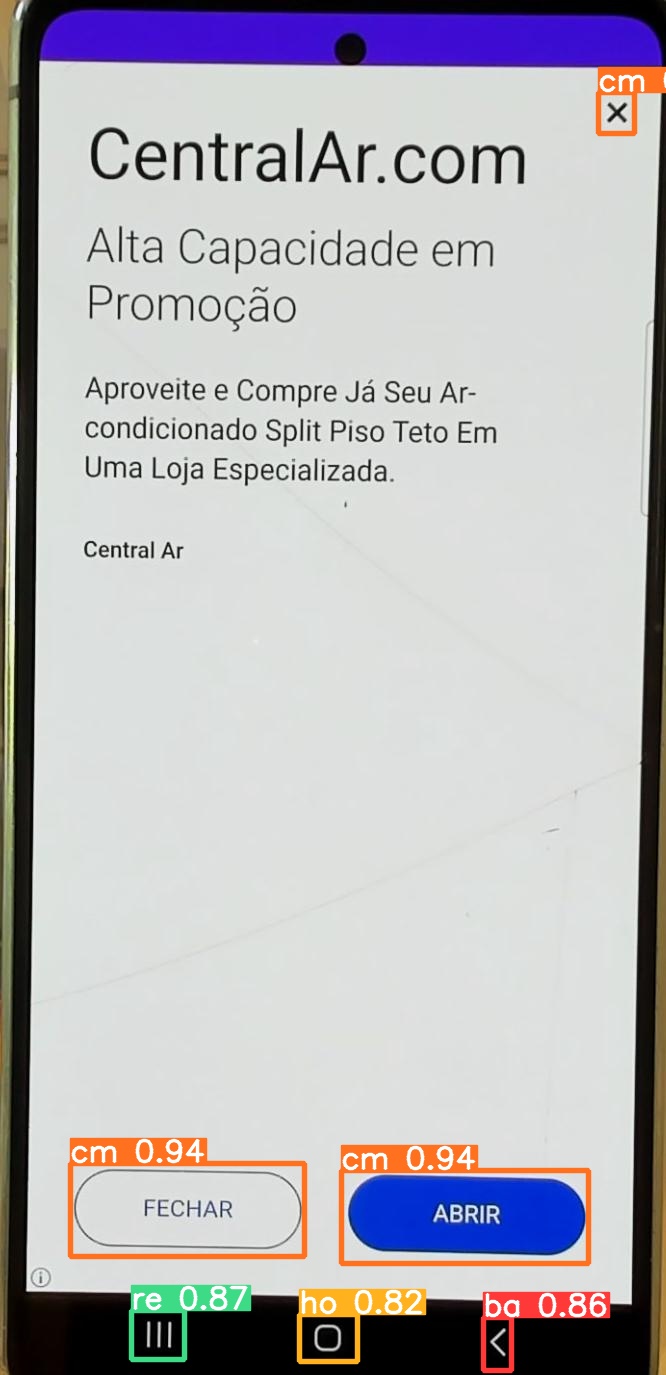 cm 0
CentralAr.com
Alta Capacidade em
Promoção
Aproveite e Compre Já Seu Ar-
condicionado Split Piso Teto Em
Uma Loja Especializada.
Central Ar
cm 0.94
cm 0.94
FECHAR
ABRIR
re 0.87
ho 0.82
ba 0.86